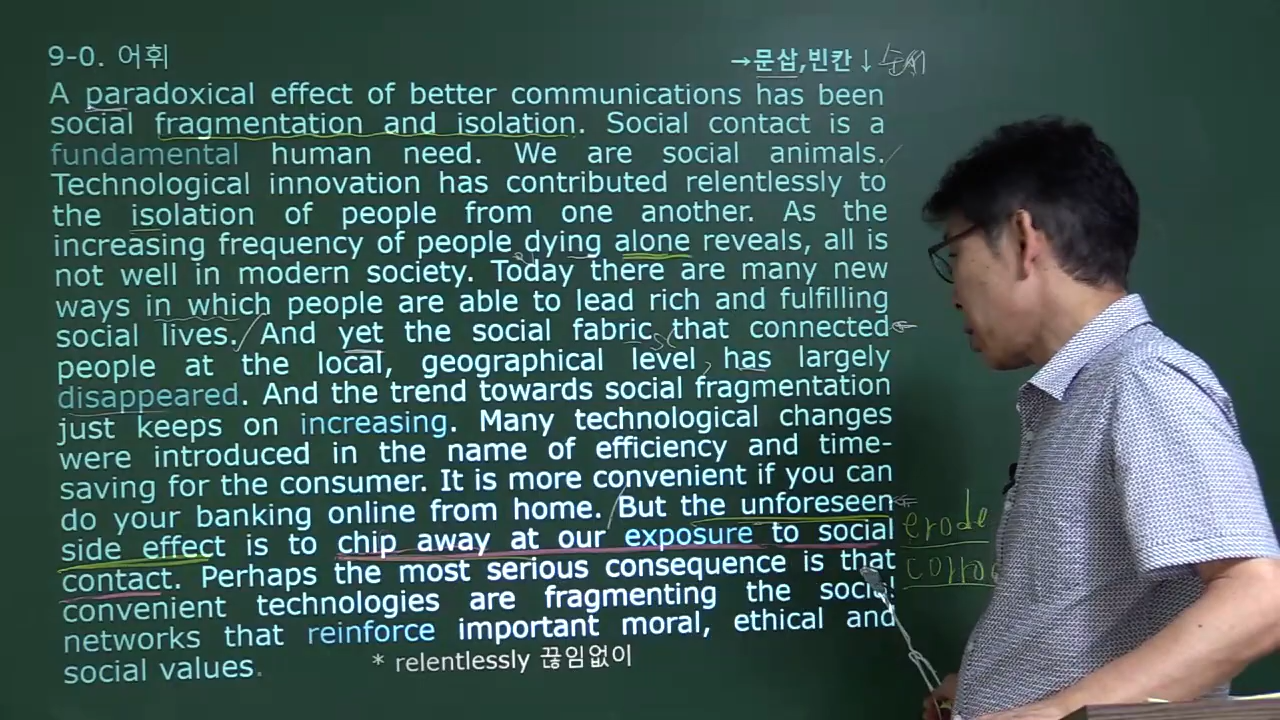 9-0. 어휘
→문삽,빈칸↓ 순서
A paradoxical effect of better communications has been
social fragmentation and isolation. Social contact is a
fundamental human need. We are social animals.
Technological innovation has contributed relentlessly to
the isolation of people from one another. As the
increasing frequency of people dying alone reveals, all is
not well in modern society. Today there are many new
ways in which people are able to lead rich and fulfilling
social lives. And yet the social fabric that connected
people at the local, geographical level has largely
disappeared. And the trend towards social fragmentation
just keeps on increasing. Many technological changes
were introduced in the name of efficiency and time-
saving for the consumer. It is more convenient if you can
do your banking online from home. But the unforeseen
side effect is to chip away at our exposure to social
contact. Perhaps the most serious consequence is that
convenient technologies are fragmenting the social
networks that reinforce important moral, ethical and
social values.
* relentlessly 끊임없이
erode